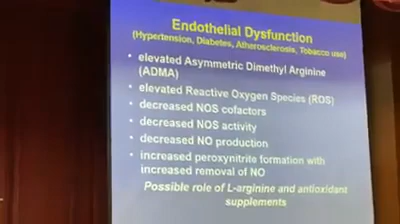 Endothelial Dysfunction
(Hypertension, Diabetes, Atherosclerosis, Tobacco use)
• elevated Asymmetric Dimethyl Arginine
(ADMA)
• elevated Reactive Oxygen Species (ROS)
• decreased NOS cofactors
• decreased NOS activity
• decreased NO production
• increased peroxynitrite formation with
increased removal of NO
Possible role of L-arginine and antioxidant
supplements